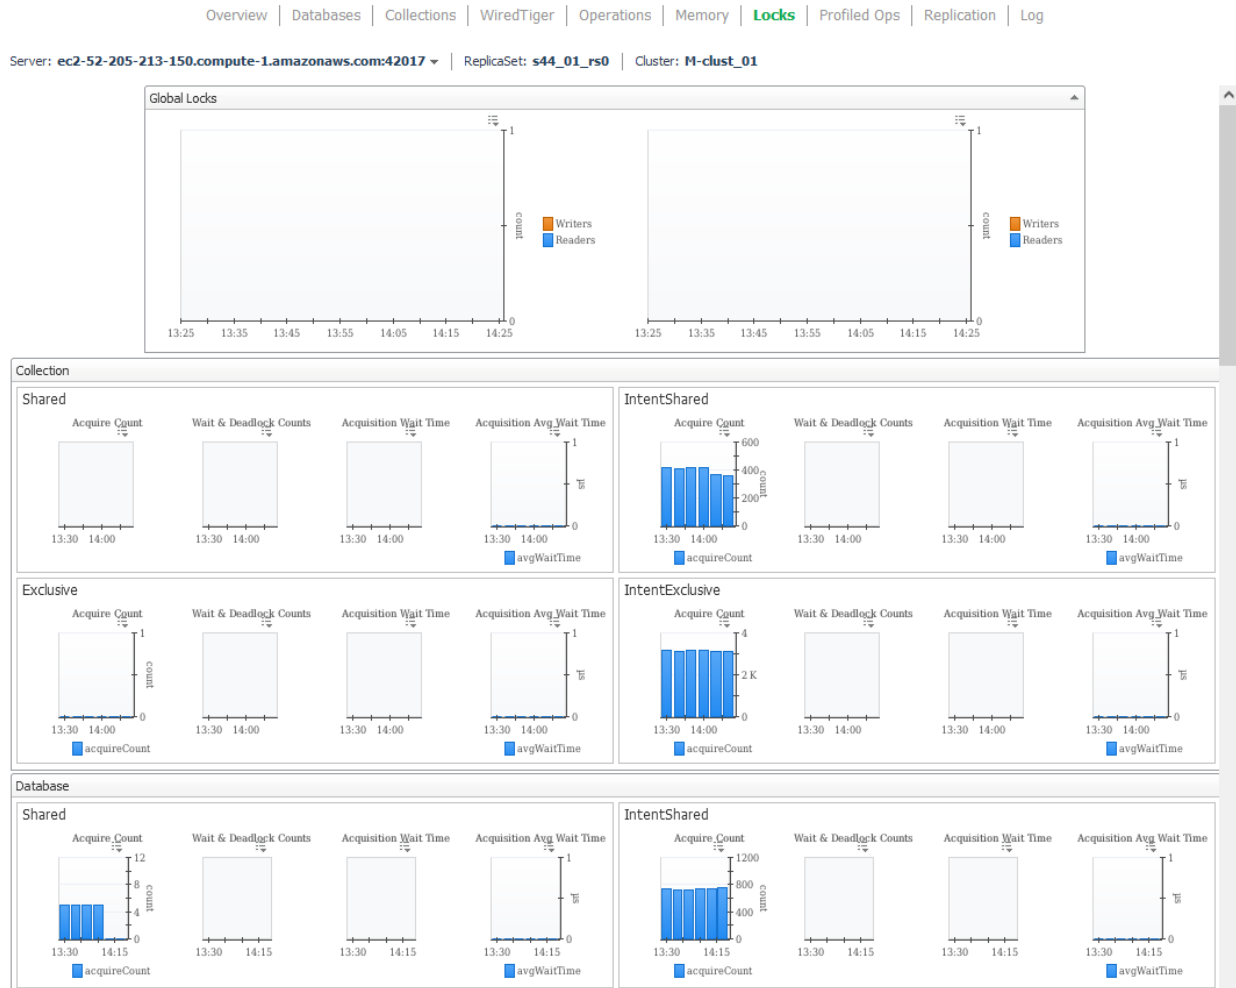 Overview | Databases | Collections | WiredTiger | Operations | Memory | Locks | Profiled Ops | Replication | Log
Server: ec2-52-205-213-150.compute-1.amazonaws.com:42017 | ReplicaSet: s44_01_rs0 | Cluster: M-clust_01
Global Locks
1
count
0
Writers
Readers
13:25 13:35 13:45 13:55 14:05 14:15 14:25
1
count
0
Writers
Readers
13:25 13:35 13:45 13:55 14:05 14:15 14:25
Collection
Shared
Acquire Count
13:30 14:00
Wait & Deadlock Counts
13:30 14:00
Acquisition Wait Time
13:30 14:00
Acquisition Avg Wait Time
1
µs
0
13:30 14:00
avgWaitTime
IntentShared
Acquire Count
600
400
200
0
count
13:30 14:00
acquireCount
Wait & Deadlock Counts
13:30 14:00
Acquisition Wait Time
13:30 14:00
Acquisition Avg Wait Time
1
µs
0
13:30 14:00
avgWaitTime
Exclusive
Acquire Count
1
count
0
13:30 14:00
acquireCount
Wait & Deadlock Counts
13:30 14:00
Acquisition Wait Time
13:30 14:00
Acquisition Avg Wait Time
1
µs
0
13:30 14:00
avgWaitTime
IntentExclusive
Acquire Count
4
2 K
0
13:30 14:00
acquireCount
Wait & Deadlock Counts
13:30 14:00
Acquisition Wait Time
13:30 14:00
Acquisition Avg Wait Time
1
µs
0
13:30 14:00
avgWaitTime
Database
Shared
Acquire Count
12
8
4
0
count
13:30 14:15
acquireCount
Wait & Deadlock Counts
13:30 14:15
Acquisition Wait Time
13:30 14:15
Acquisition Avg Wait Time
1
µs
0
13:30 14:15
avgWaitTime
IntentShared
Acquire Count
1200
800
400
0
count
13:30 14:15
acquireCount
Wait & Deadlock Counts
13:30 14:15
Acquisition Wait Time
13:30 14:15
Acquisition Avg Wait Time
1
µs
0
13:30 14:15
avgWaitTime